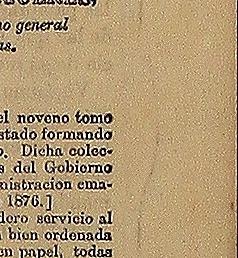 no general
as.
el noveno tomo
stado formando
o. Dicha colec-
s del Gobierno
nistracion ema-
1876.]
dero servicio al
bien ordenada
en papel, todas